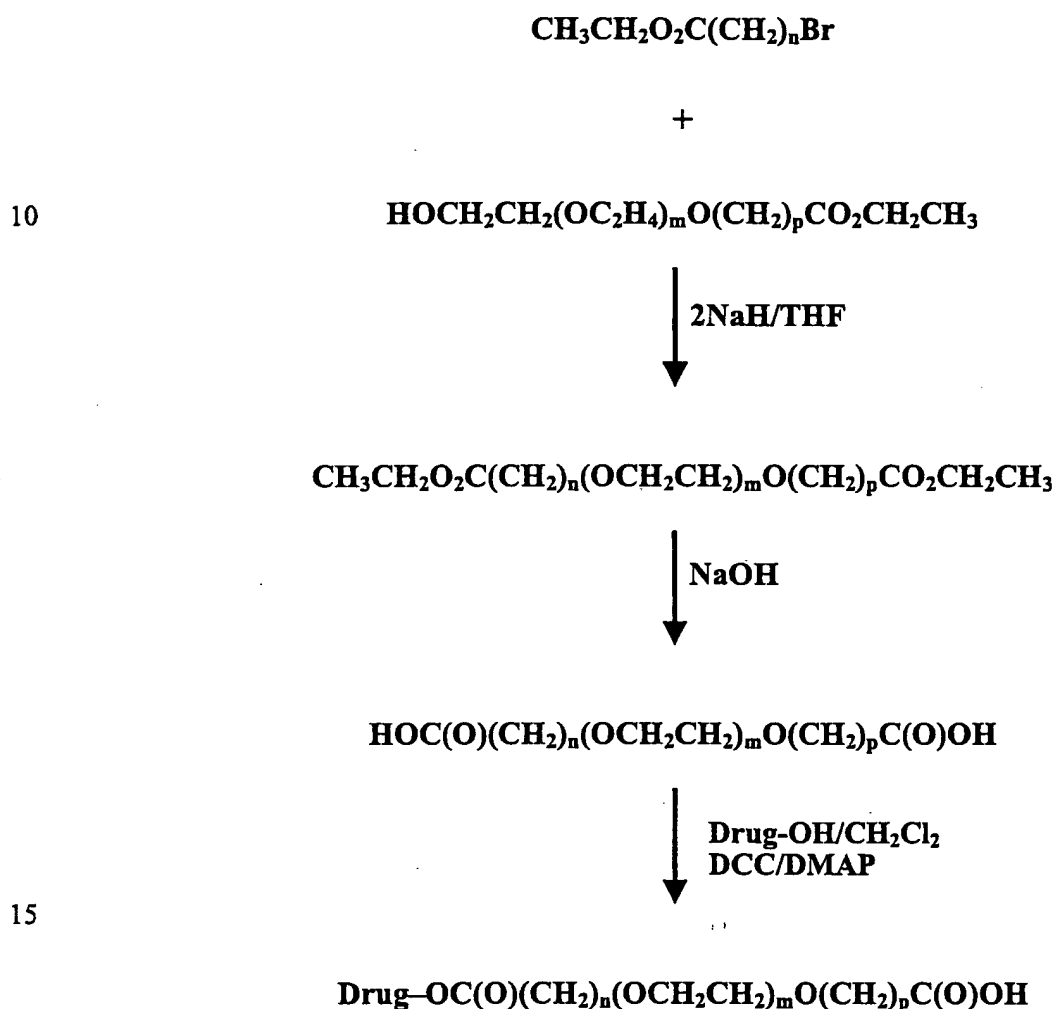 CH₃CH₂O₂C(CH₂)ₙBr
+
10 HOCH₂CH₂(OC₂H₄)ₘO(CH₂)ₚCO₂CH₂CH₃
2NaH/THF
CH₃CH₂O₂C(CH₂)ₙ(OCH₂CH₂)ₘO(CH₂)ₚCO₂CH₂CH₃
NaOH
HOC(O)(CH₂)ₙ(OCH₂CH₂)ₘO(CH₂)ₚC(O)OH
Drug-OH/CH₂Cl₂
DCC/DMAP
15
Drug–OC(O)(CH₂)ₙ(OCH₂CH₂)ₘO(CH₂)ₚC(O)OH